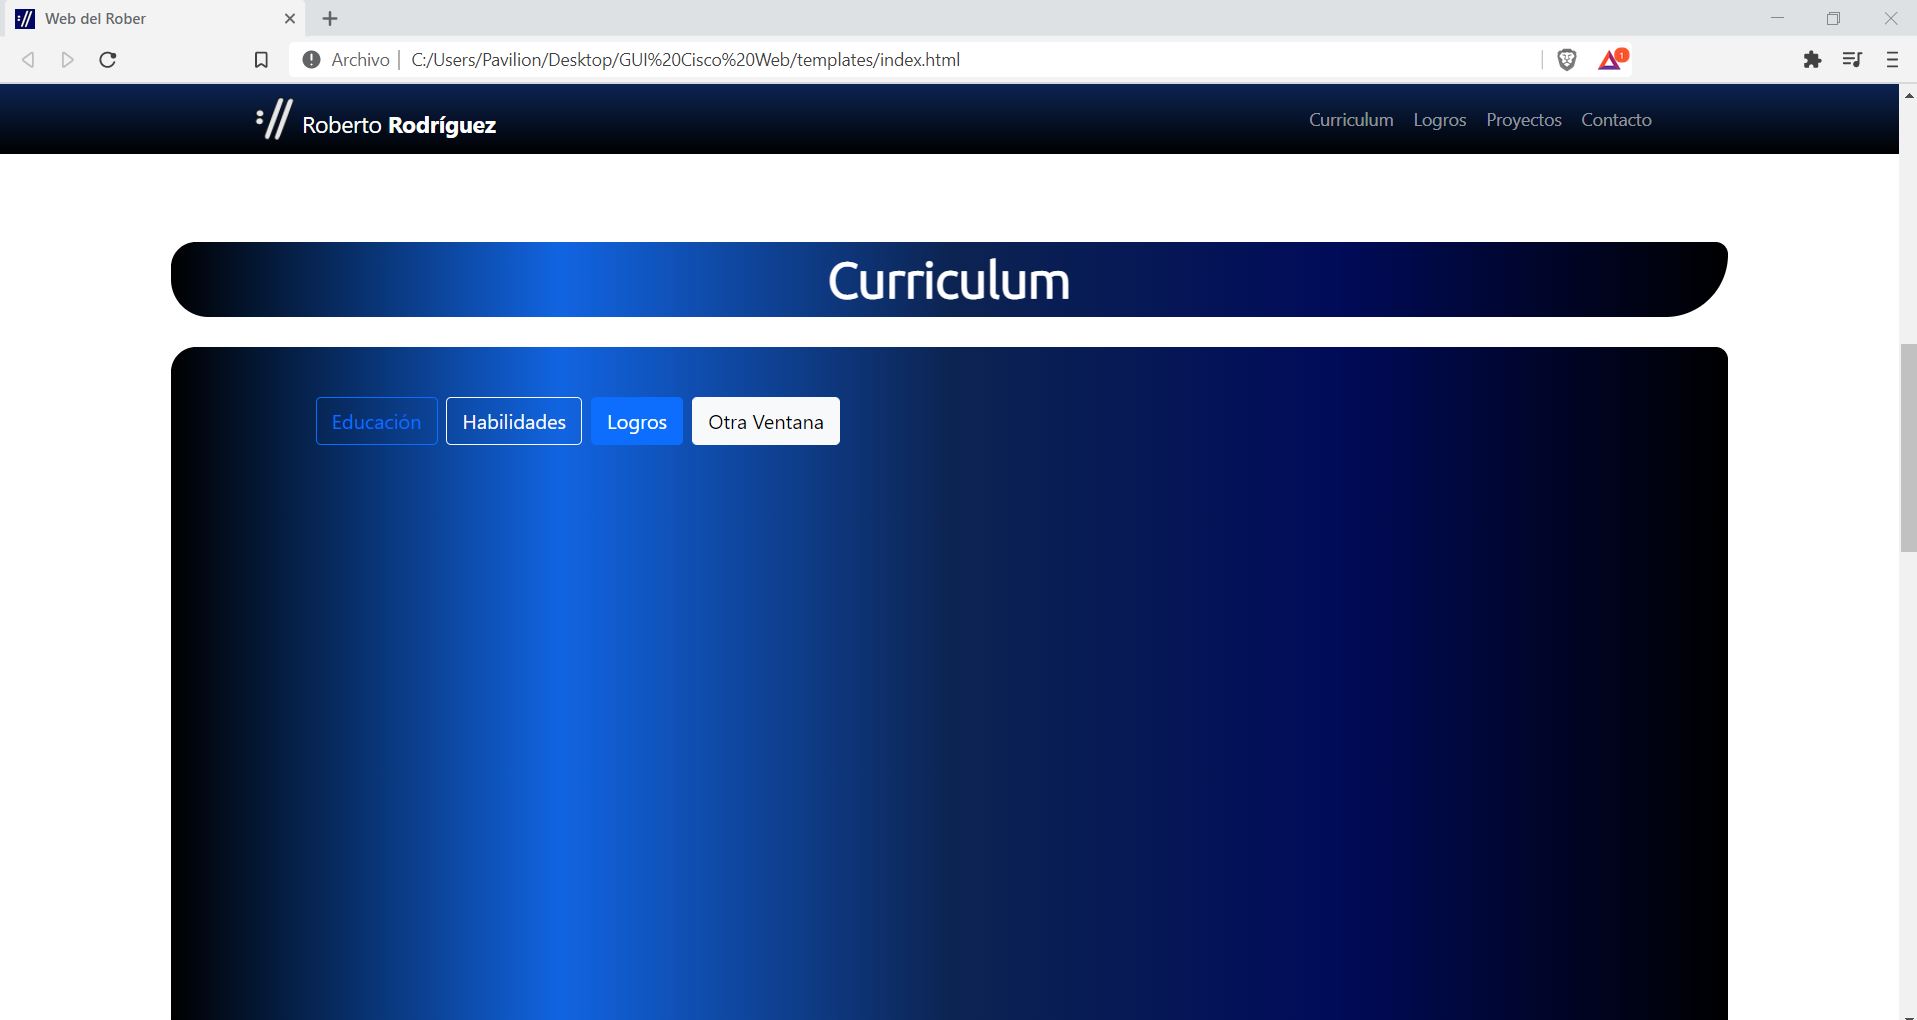 Web del Rober
Archivo | C:/Users/Pavilion/Desktop/GUI%20Cisco%20Web/templates/index.html
1
:// Roberto Rodríguez
Curriculum Logros Proyectos Contacto
Curriculum
Educación Habilidades Logros Otra Ventana